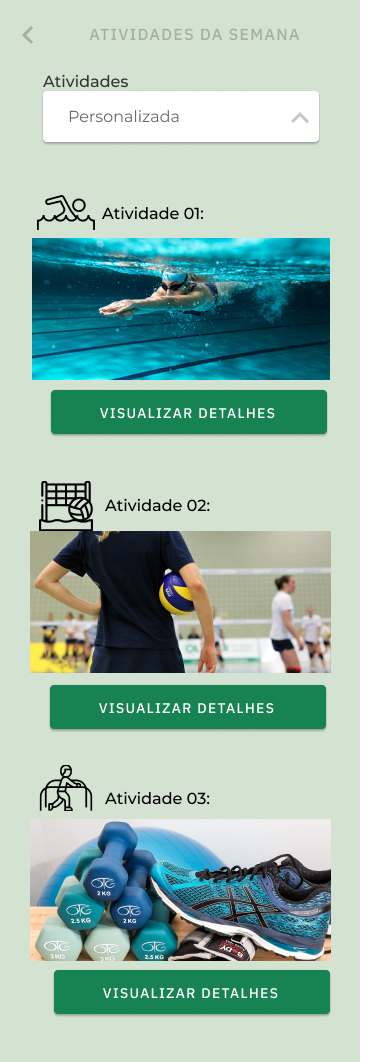 ATIVIDADES DA SEMANA
Atividades
Personalizada
Atividade 01:
VISUALIZAR DETALHES
Atividade 02:
VISUALIZAR DETALHES
Atividade 03:
2 KG
2.5 KG
2 KG
3 KG
3 KG
2.5 KG
VISUALIZAR DETALHES